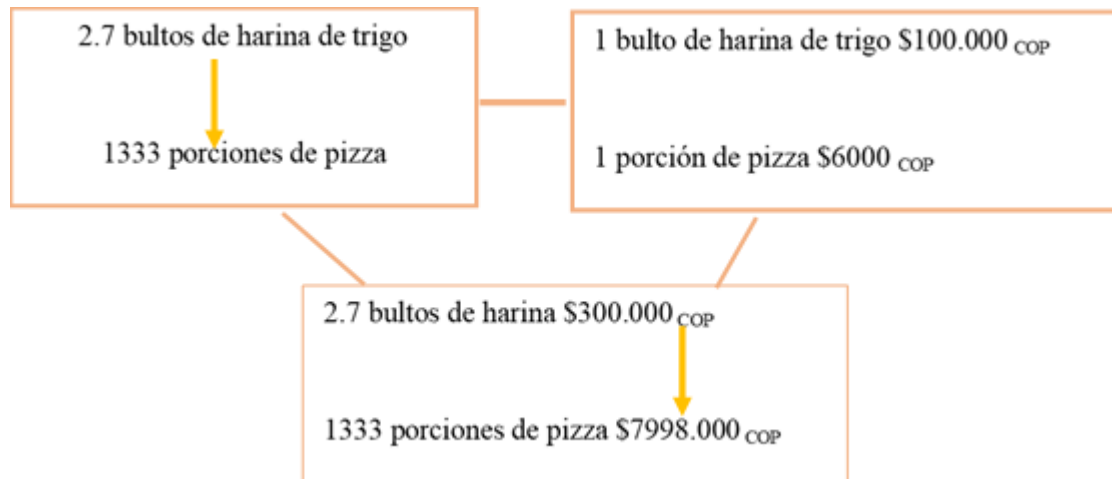 2.7 bultos de harina de trigo
1333 porciones de pizza
1 bulto de harina de trigo $100.000 COP
1 porción de pizza $6000 COP
2.7 bultos de harina $300.000 COP
1333 porciones de pizza $7998.000 COP